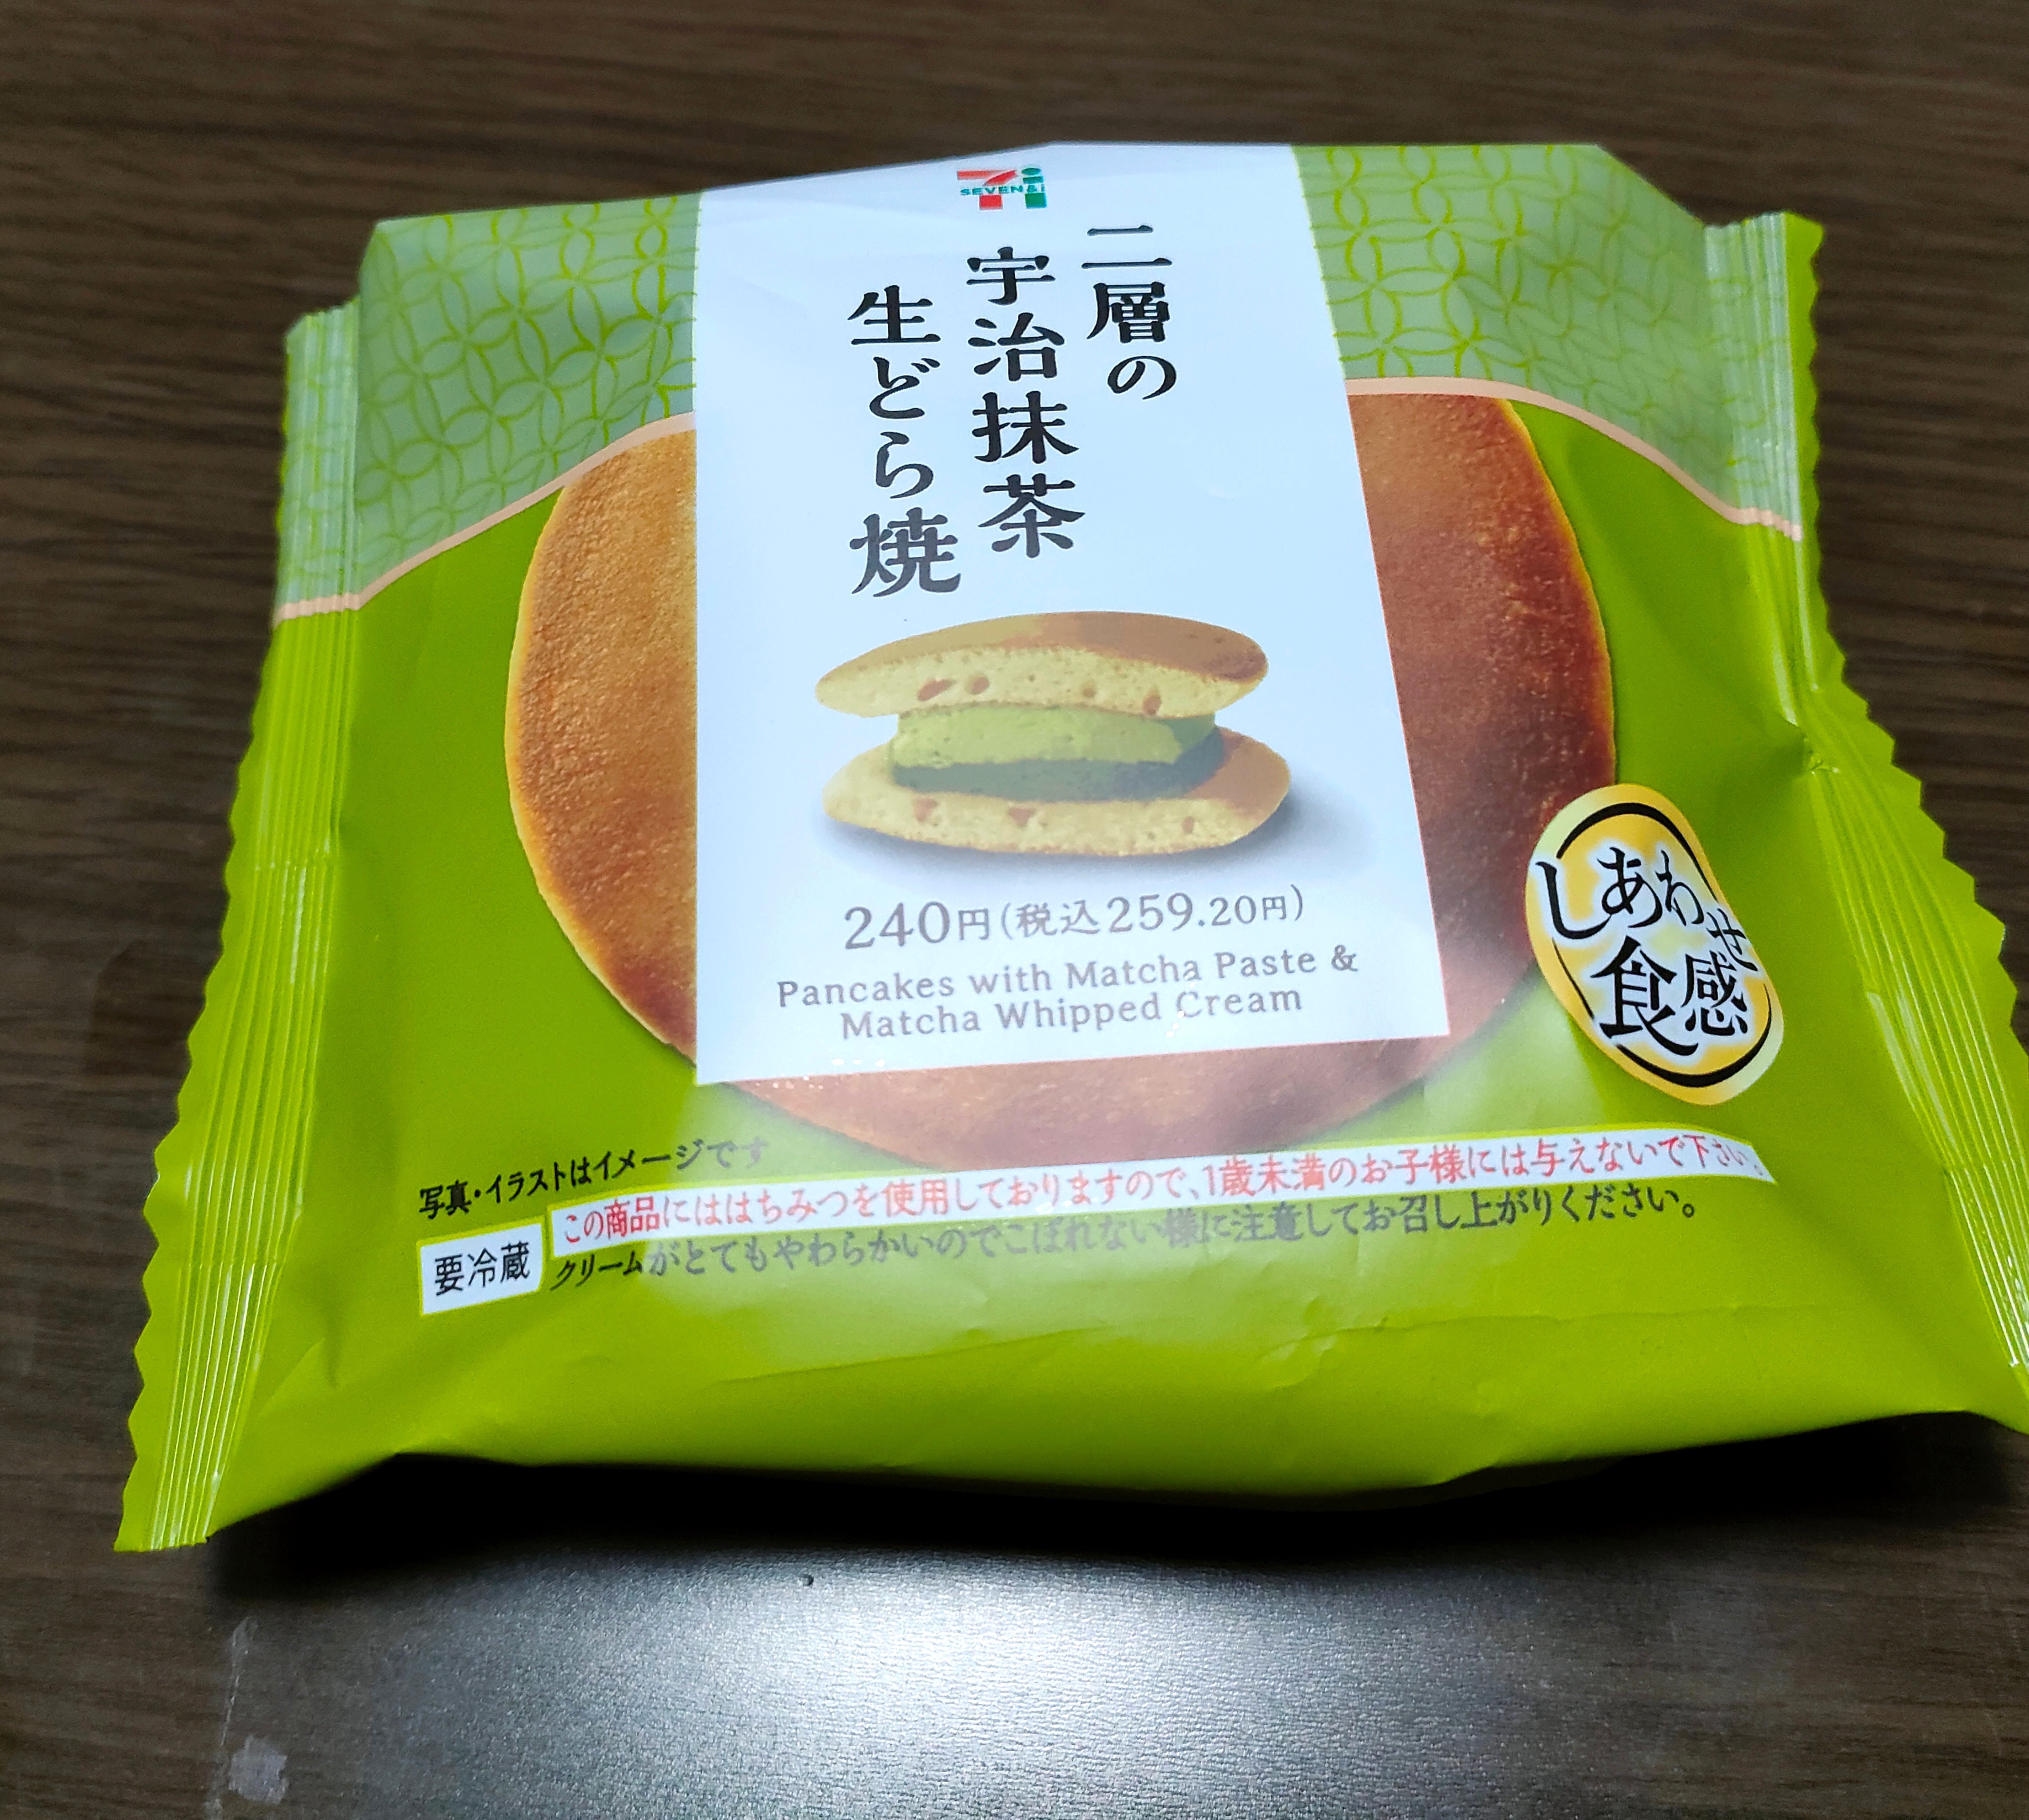 SEVEN&i
二層の
宇治抹茶
生どら焼
240円(税込259.20円)
Pancakes with Matcha Paste &
Matcha Whipped Cream
しあわせ
食感
写真・イラストはイメージです
この商品にははちみつを使用しておりますので、1歳未満のお子様には与えないで下さい。
要冷蔵
クリームがとてもやわらかいのでこぼれない様に注意してお召し上がりください。